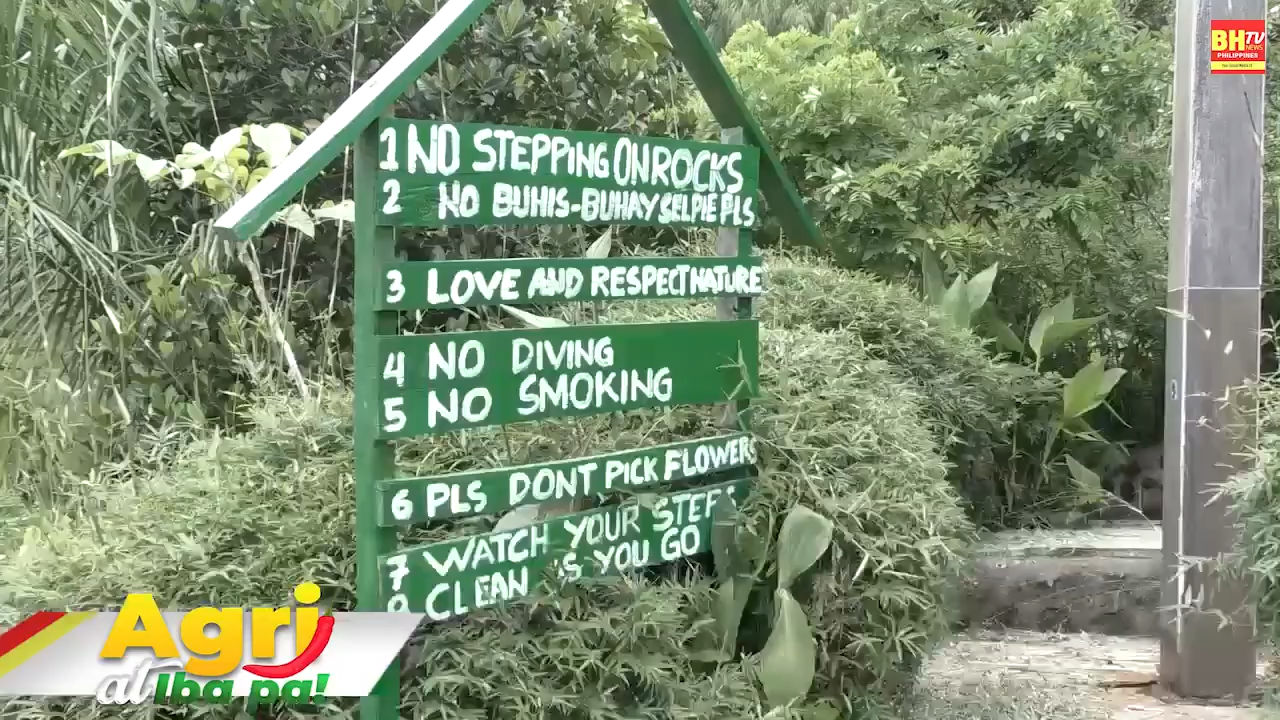 BHTV
NEWS
PHILIPPINES
1 NO STEPPING ON ROCKS
2 NO BUHIS-BUHAY SELPIE PLS
3 LOVE AND RESPECT NATURE
4 NO DIVING
5 NO SMOKING
6 PLS DONT PICK FLOWERS
7 WATCH YOUR STEPS
8 CLEAN AS YOU GO
Agri
at Iba pa!